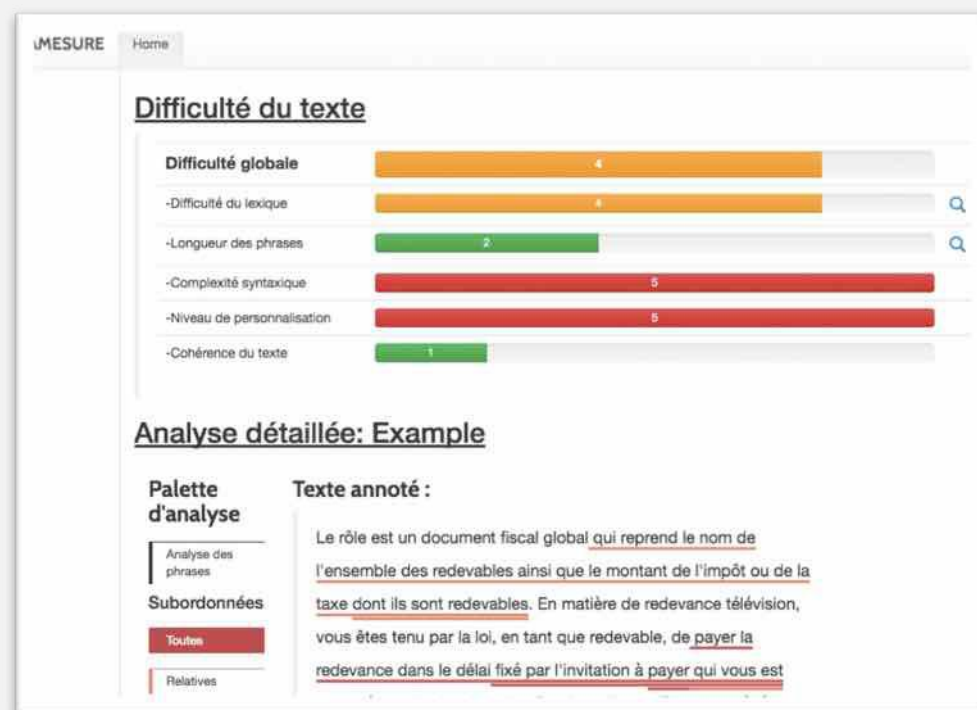 AMESURE Home
Difficulté du texte
Difficulté globale 4
-Difficulté du lexique 4
-Longueur des phrases 2
-Complexité syntaxique 5
-Niveau de personnalisation 5
-Cohérence du texte 1
Analyse détaillée: Example
Palette
d'analyse
Analyse des
phrases
Subordonnées
Toutes
Relatives
Texte annoté :
Le rôle est un document fiscal global qui reprend le nom de
l'ensemble des redevables ainsi que le montant de l'impôt ou de la
taxe dont ils sont redevables. En matière de redevance télévision,
vous êtes tenu par la loi, en tant que redevable, de payer la
redevance dans le délai fixé par l'invitation à payer qui vous est